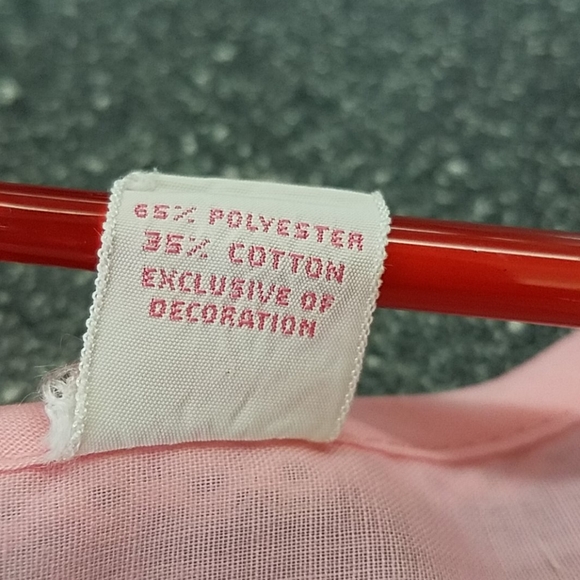 65% POLYESTER
35% COTTON
EXCLUSIVE OF
DECORATION